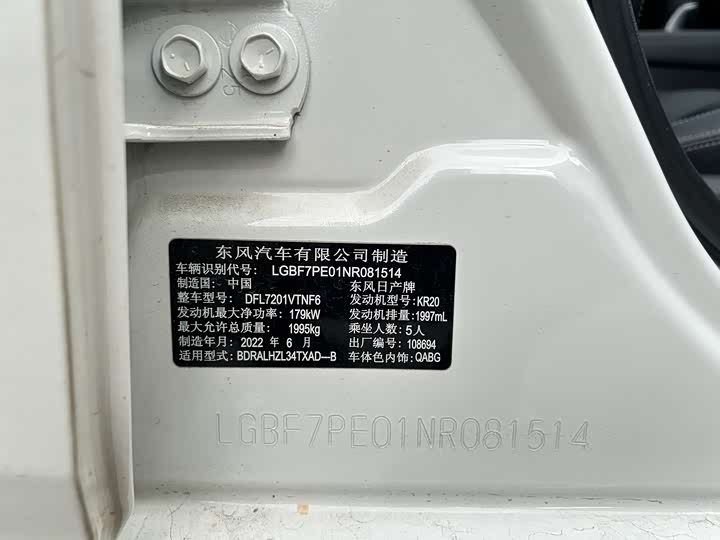 东风汽车有限公司制造
车辆识别代号： LGBF7PE01NR081514
制造国：中国 东风日产牌
整车型号： DFL7201VTNF6 发动机型号：KR20
发动机最大净功率：179kW 发动机排量：1997mL
最大允许总质量：1995kg 乘坐人数：5人
制造年月：2022 年 6 月 出厂编号：108694
适用型式：BDRALHZL34TXAD—B 车体色内饰：QABG
LGBF7PE01NR081514